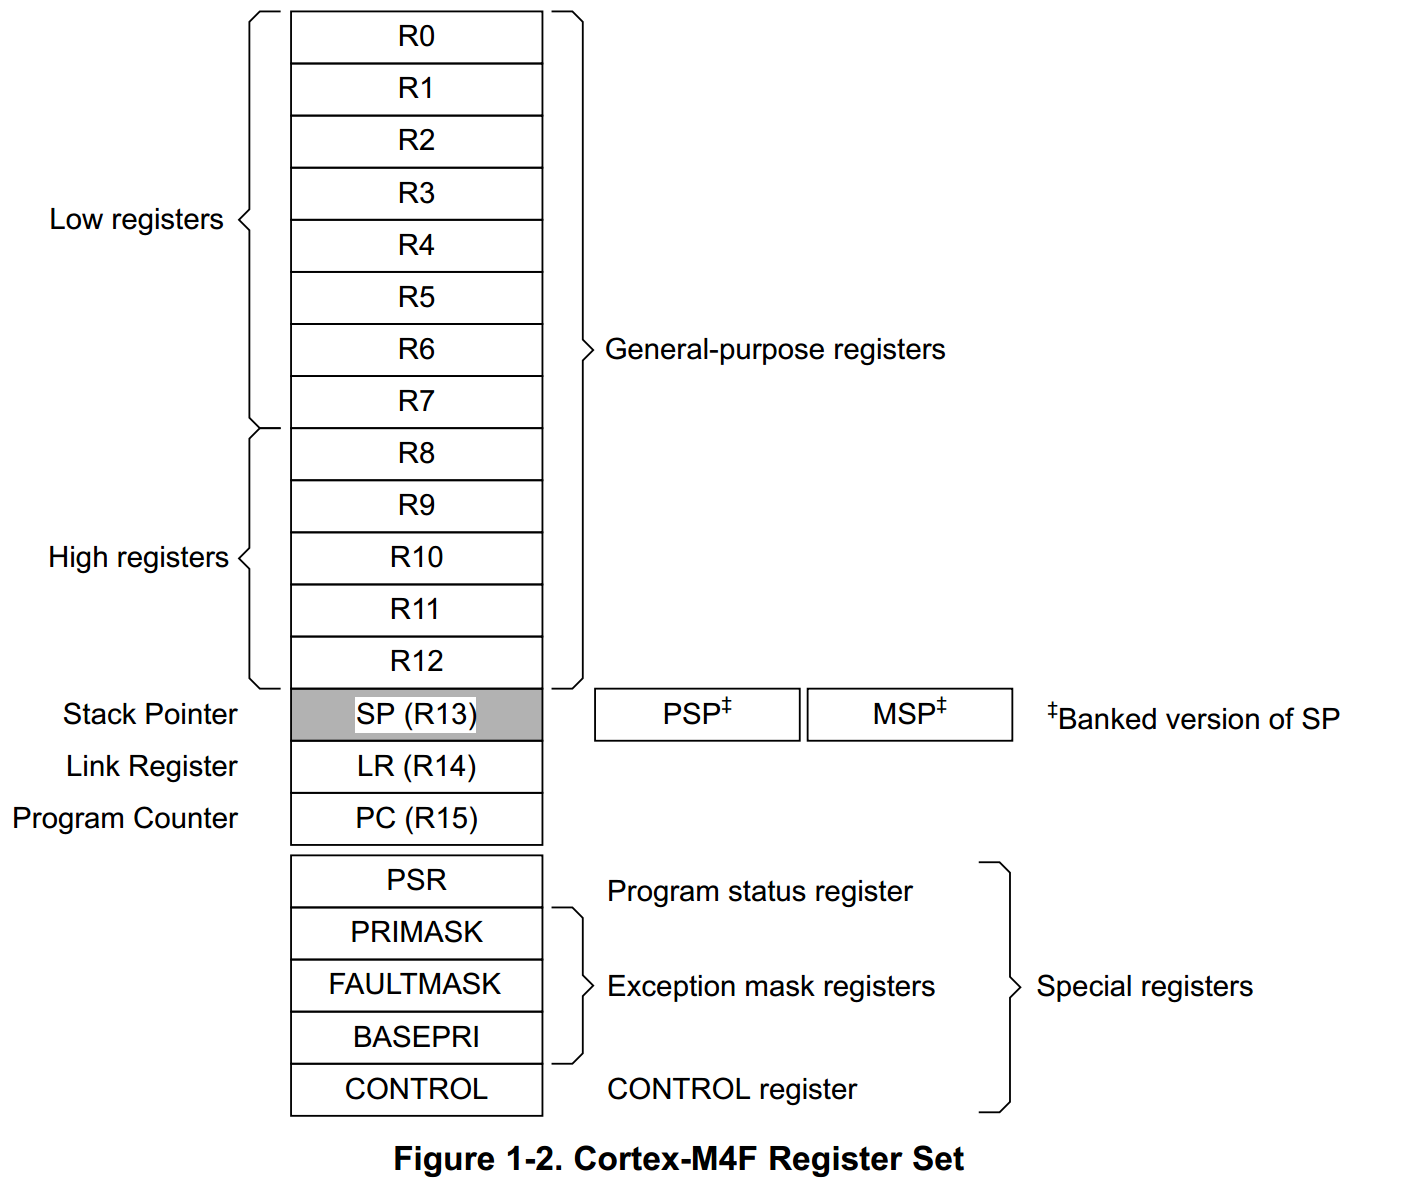 R0
R1
R2
R3
Low registers
R4
R5
R6
General-purpose registers
R7
R8
R9
High registers
R10
R11
R12
Stack Pointer SP (R13) PSP‡ MSP‡ ‡Banked version of SP
Link Register LR (R14)
Program Counter PC (R15)
PSR Program status register
PRIMASK
FAULTMASK Exception mask registers Special registers
BASEPRI
CONTROL CONTROL register
Figure 1-2. Cortex-M4F Register Set